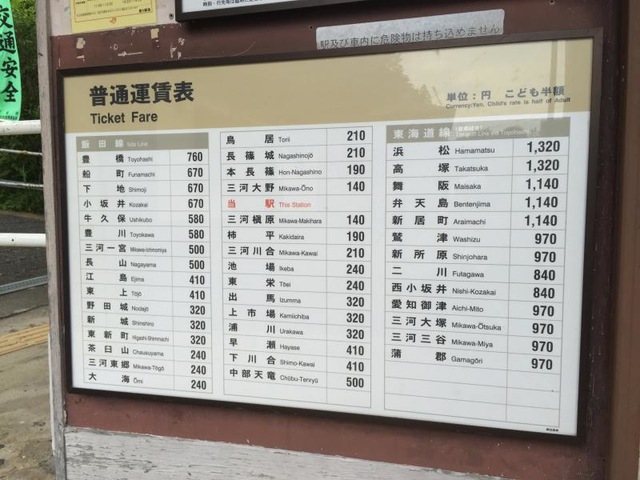 交通安全
駅及び車内に危険物は持ち込めません
普通運賃表
Ticket Fare
単位：円 こども半額
Currency:Yen, Child's rate is half of Adult
飯田線 Iida Line
豊橋 Toyohashi 760
船町 Funamachi 670
下地 Shimoji 670
小坂井 Kozakai 670
牛久保 Ushikubo 580
豊川 Toyokawa 580
三河一宮 Mikawa-Ichinomiya 500
長山 Nagayama 500
江島 Ejima 410
東上 Tōjō 410
野田城 Nodajō 320
新城 Shinshiro 320
東新町 Higashi-Shinmachi 320
茶臼山 Chausuyama 240
三河東郷 Mikawa-Tōgō 240
大海 Ōmi 240
鳥居 Torii 210
長篠城 Nagashinojō 210
本長篠 Hon-Nagashino 190
三河大野 Mikawa-Ōno 140
当駅 This Station
三河槇原 Mikawa-Makihara 140
柿平 Kakidaira 190
三河川合 Mikawa-Kawai 210
池場 Ikeba 240
東栄 Tōei 240
出馬 Izumma 320
上市場 Kamiichiba 320
浦川 Urakawa 320
早瀬 Hayase 410
下川合 Shimo-Kawai 410
中部天竜 Chūbu-Tenryū 500
東海道線
浜松 Hamamatsu 1,320
高塚 Takatsuka 1,320
舞阪 Maisaka 1,140
弁天島 Bentenjima 1,140
新居町 Araimachi 1,140
鷲津 Washizu 970
新所原 Shinjohara 970
二川 Futagawa 840
西小坂井 Nishi-Kozakai 840
愛知御津 Aichi-Mito 970
三河大塚 Mikawa-Ōtsuka 970
三河三谷 Mikawa-Miya 970
蒲郡 Gamagōri 970